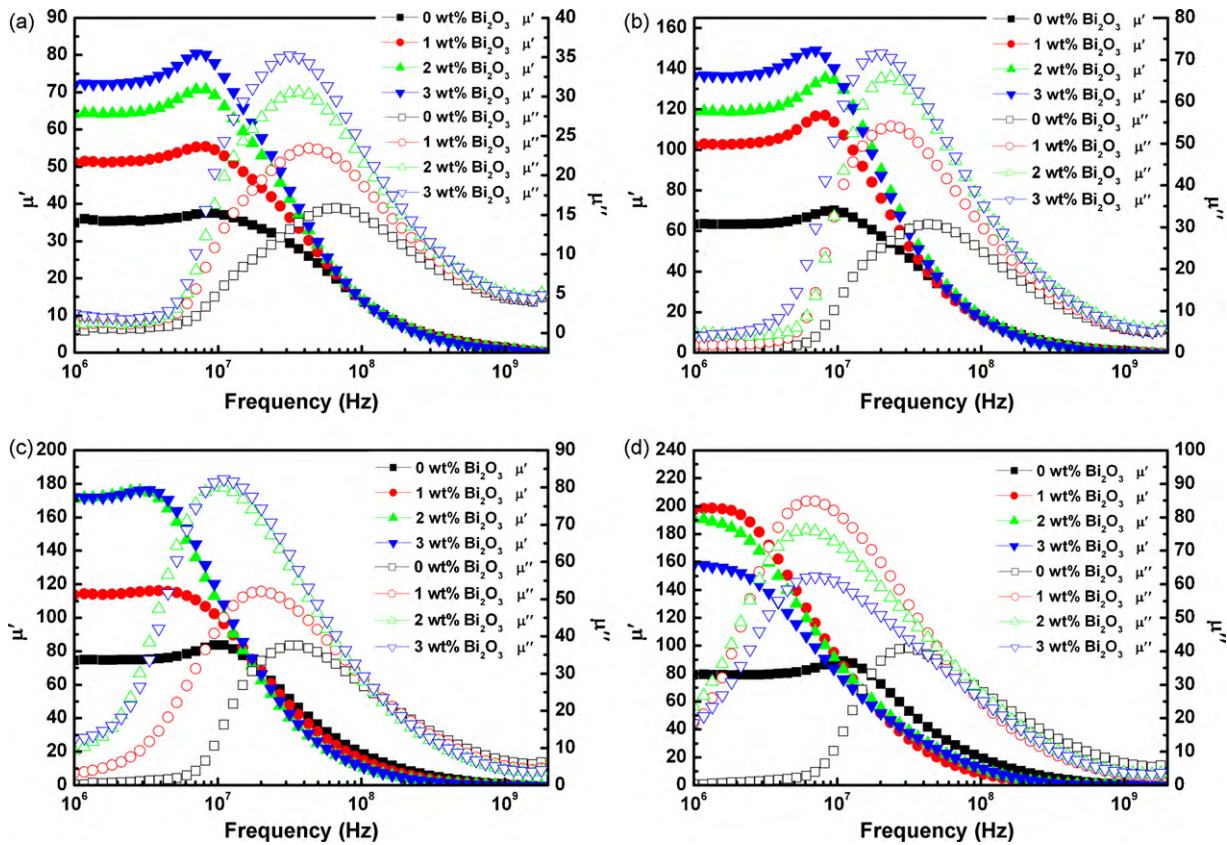 (a)
90
80
70
60
50
40
30
20
10
0
μ'
40
35
30
25
20
15
10
5
0
μ''
0 wt% Bi₂O₃ μ'
1 wt% Bi₂O₃ μ'
2 wt% Bi₂O₃ μ'
3 wt% Bi₂O₃ μ'
0 wt% Bi₂O₃ μ''
1 wt% Bi₂O₃ μ''
2 wt% Bi₂O₃ μ''
3 wt% Bi₂O₃ μ''
10⁶ 10⁷ 10⁸ 10⁹
Frequency (Hz)
(b)
160
140
120
100
80
60
40
20
0
μ'
80
70
60
50
40
30
20
10
0
μ''
0 wt% Bi₂O₃ μ'
1 wt% Bi₂O₃ μ'
2 wt% Bi₂O₃ μ'
3 wt% Bi₂O₃ μ'
0 wt% Bi₂O₃ μ''
1 wt% Bi₂O₃ μ''
2 wt% Bi₂O₃ μ''
3 wt% Bi₂O₃ μ''
10⁶ 10⁷ 10⁸ 10⁹
Frequency (Hz)
(c)
200
180
160
140
120
100
80
60
40
20
0
μ'
90
80
70
60
50
40
30
20
10
0
μ''
0 wt% Bi₂O₃ μ'
1 wt% Bi₂O₃ μ'
2 wt% Bi₂O₃ μ'
3 wt% Bi₂O₃ μ'
0 wt% Bi₂O₃ μ''
1 wt% Bi₂O₃ μ''
2 wt% Bi₂O₃ μ''
3 wt% Bi₂O₃ μ''
10⁶ 10⁷ 10⁸ 10⁹
Frequency (Hz)
(d)
240
220
200
180
160
140
120
100
80
60
40
20
0
μ'
100
90
80
70
60
50
40
30
20
10
0
μ''
0 wt% Bi₂O₃ μ'
1 wt% Bi₂O₃ μ'
2 wt% Bi₂O₃ μ'
3 wt% Bi₂O₃ μ'
0 wt% Bi₂O₃ μ''
1 wt% Bi₂O₃ μ''
2 wt% Bi₂O₃ μ''
3 wt% Bi₂O₃ μ''
10⁶ 10⁷ 10⁸ 10⁹
Frequency (Hz)